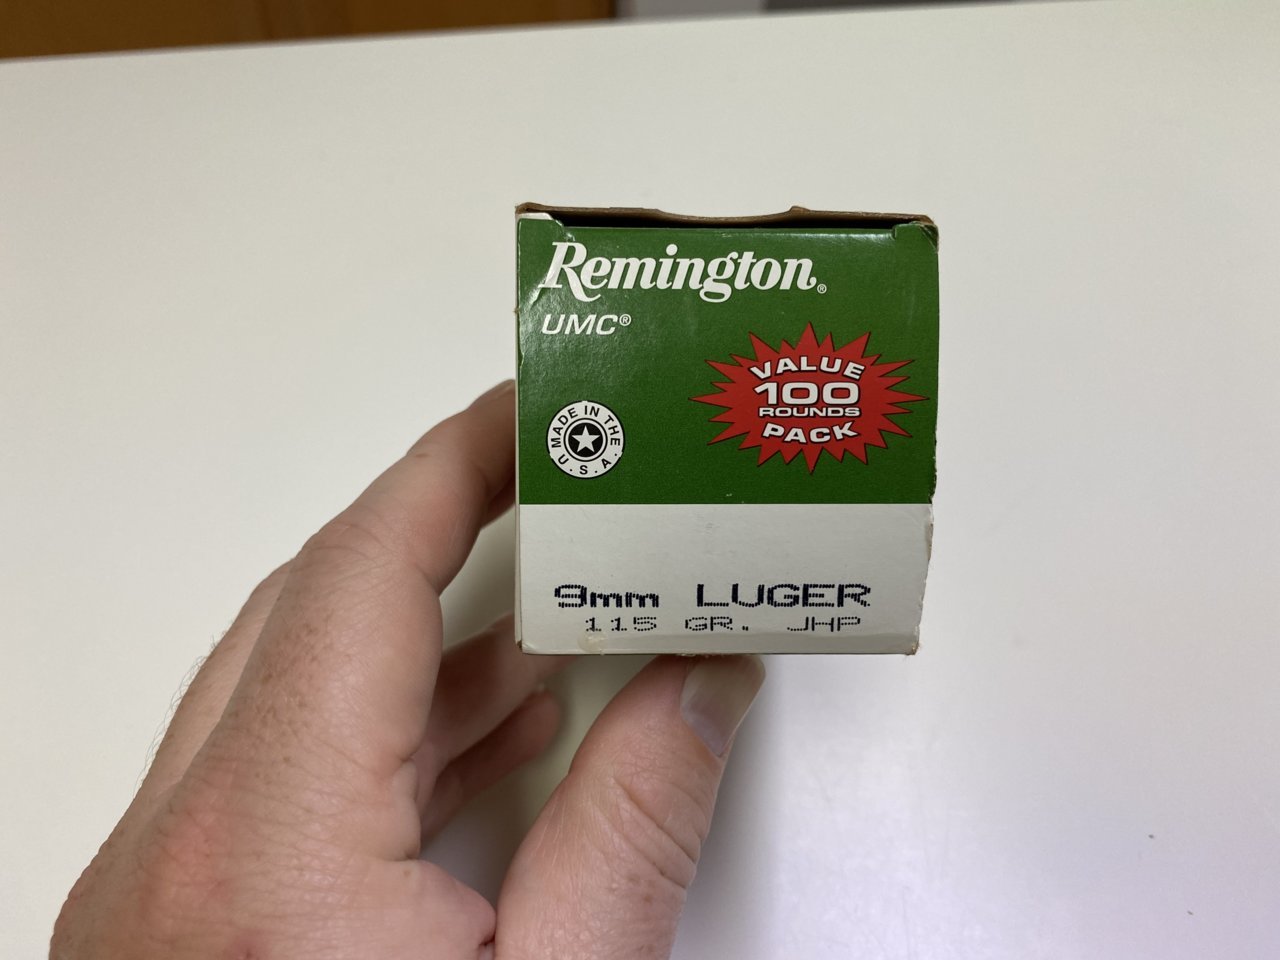 Remington®
UMC®
MADE IN THE
U.S.A.
VALUE
100
ROUNDS
PACK
9mm LUGER
115 GR. JHP